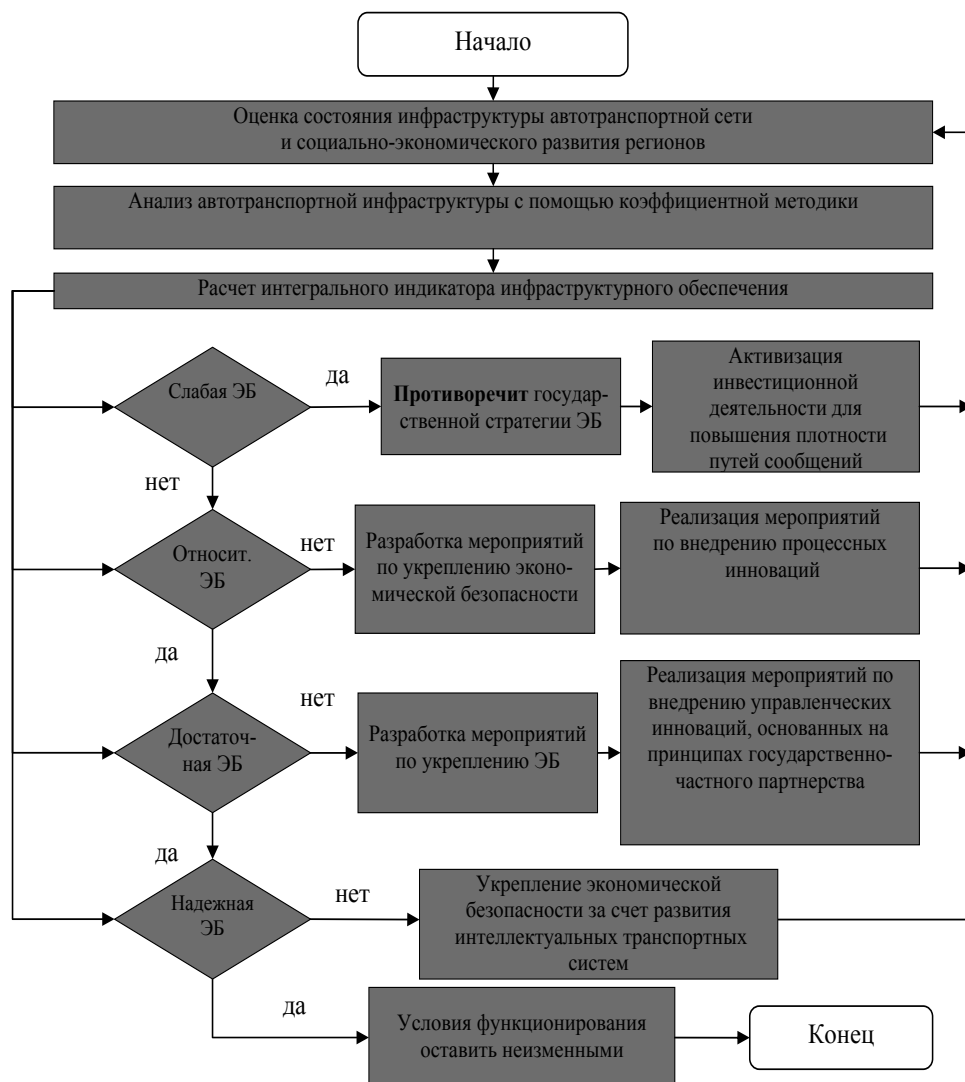 Начало
Оценка состояния инфраструктуры автотранспортной сети
и социально-экономического развития регионов
Анализ автотранспортной инфраструктуры с помощью коэффициентной методики
Расчет интегрального индикатора инфраструктурного обеспечения
Слабая ЭБ
да
Противоречит государ-
ственной стратегии ЭБ
Активизация
инвестиционной
деятельности для
повышения плотности
путей сообщений
нет
Относит.
ЭБ
нет
Разработка мероприятий
по укреплению эконо-
мической безопасности
Реализация мероприятий
по внедрению процессных
инноваций
да
Достаточ-
ная ЭБ
нет
Разработка мероприятий
по укреплению ЭБ
Реализация мероприятий по
внедрению управленческих
инноваций, основанных на
принципах государственно-
частного партнерства
да
Надежная
ЭБ
нет
Укрепление экономической
безопасности за счет развития
интеллектуальных транспортных
систем
да
Условия функционирования
оставить неизменными
Конец